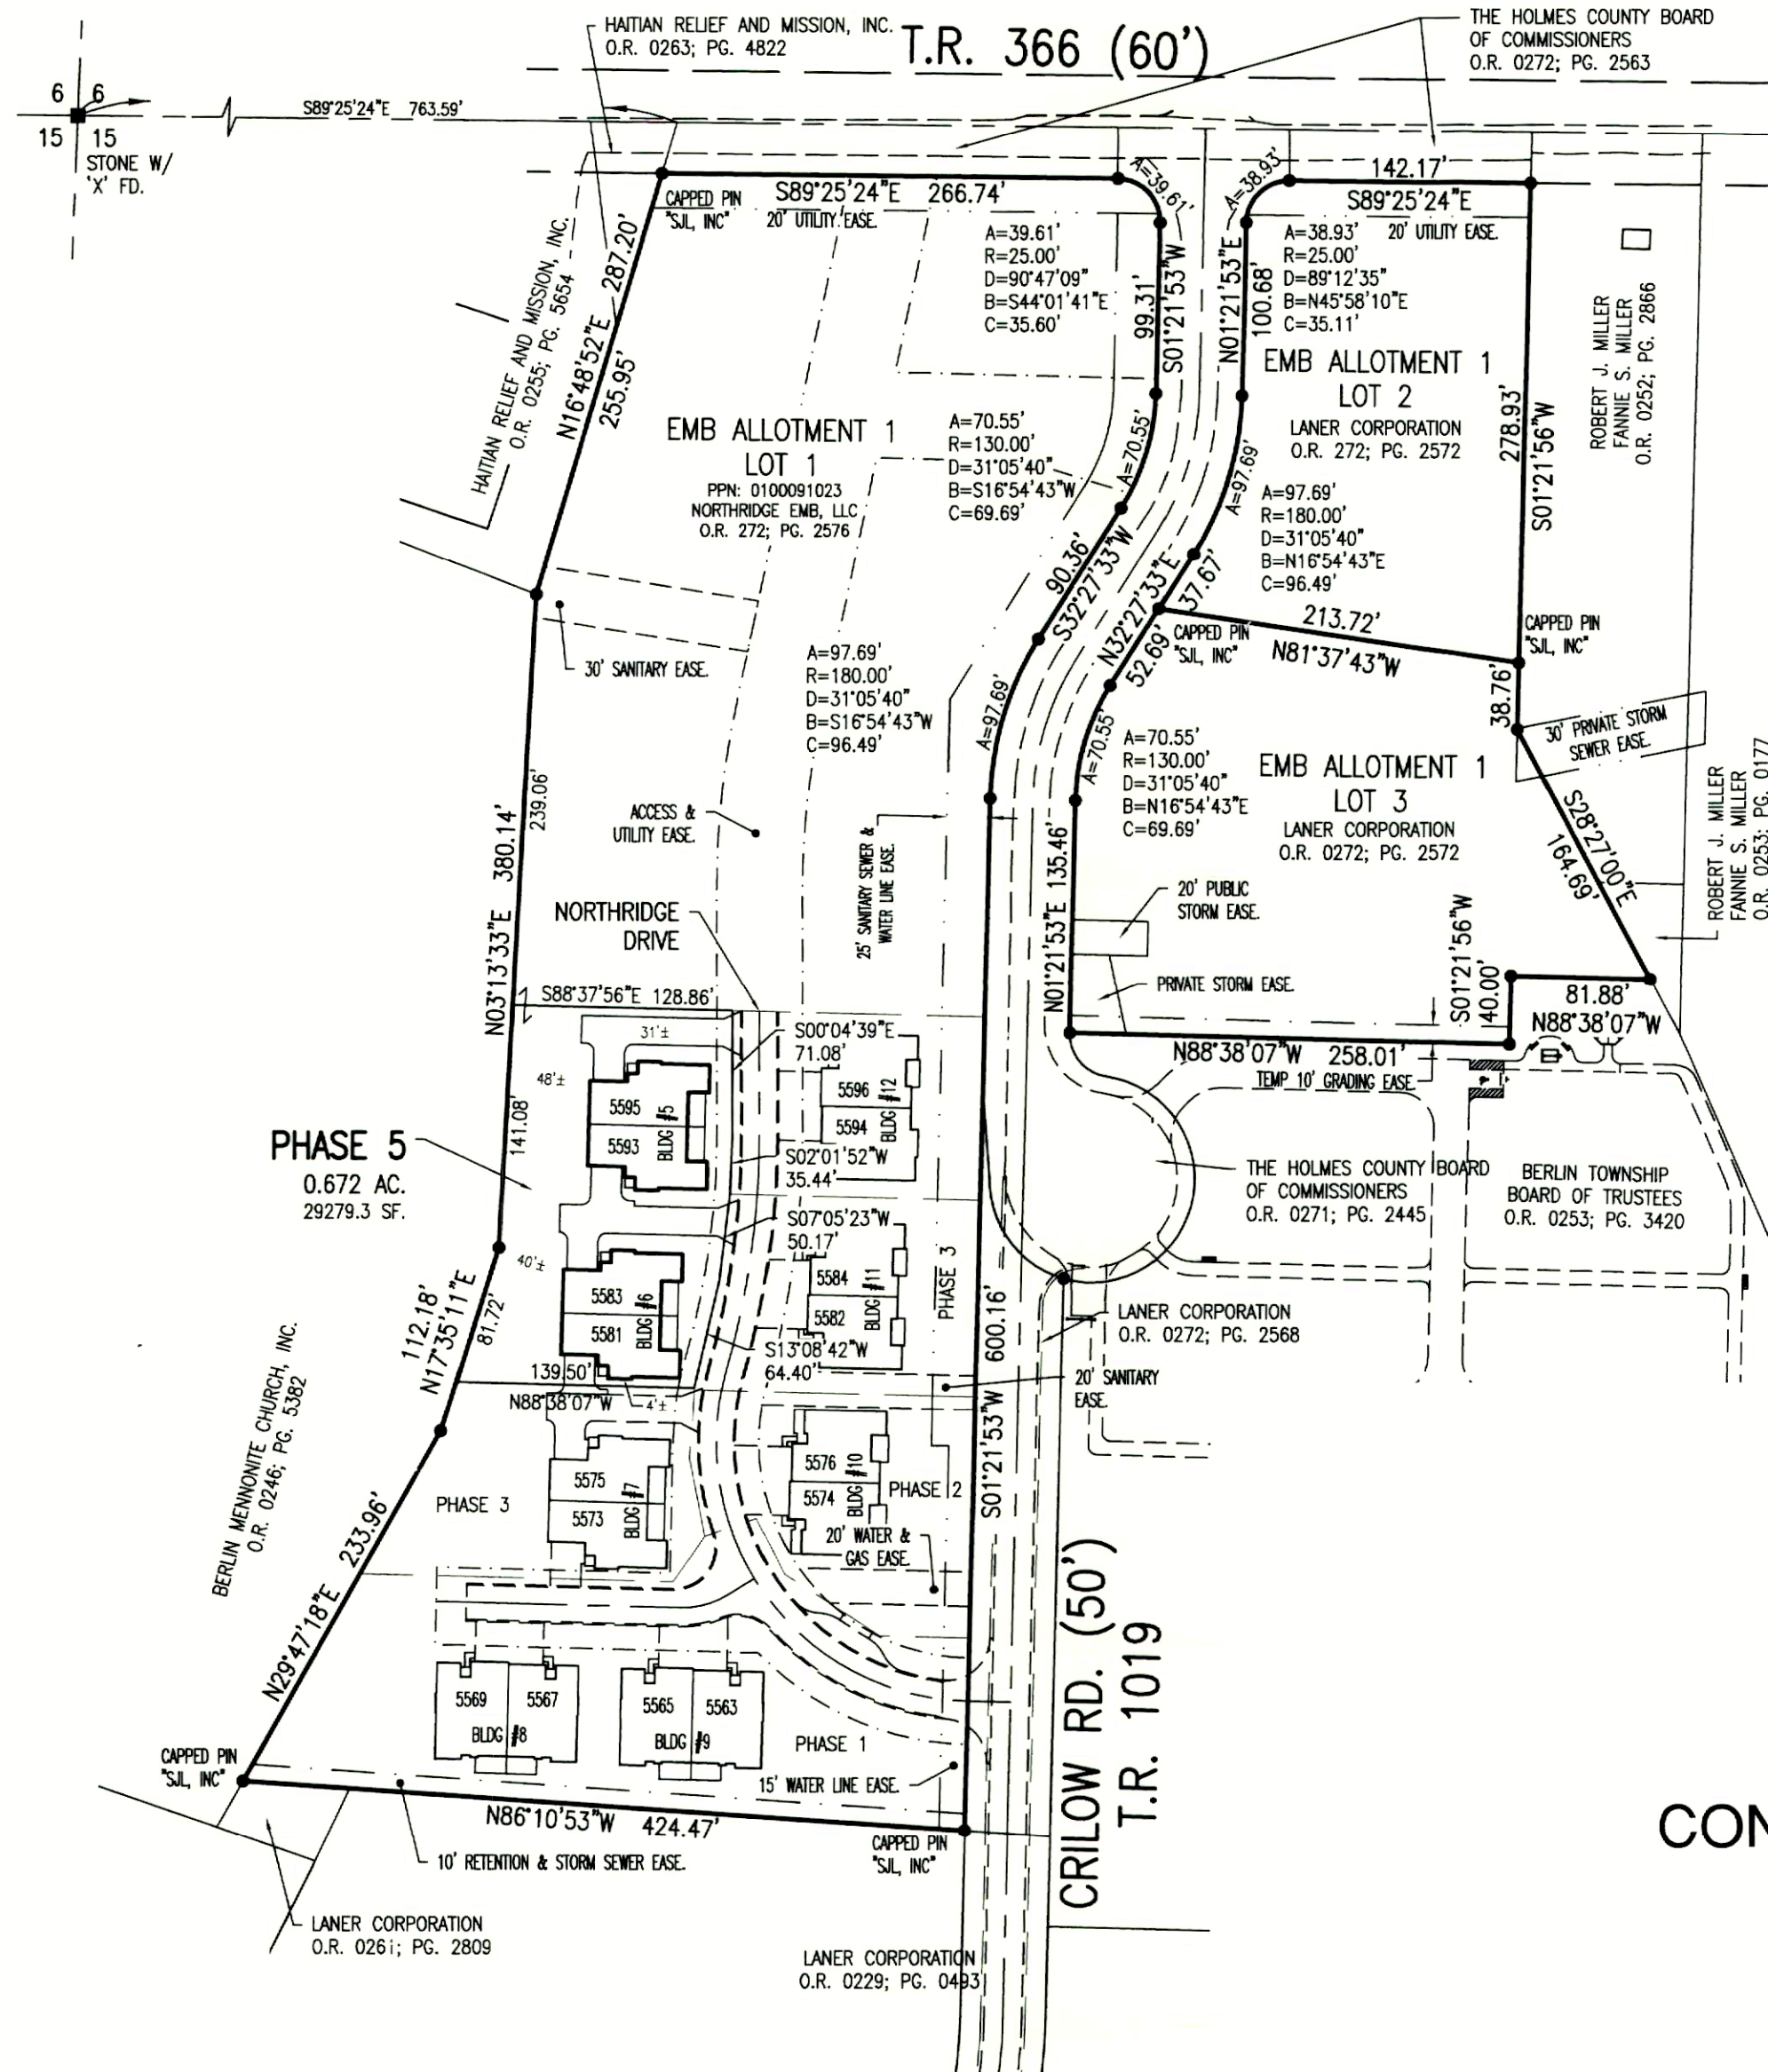 HAITIAN RELIEF AND MISSION, INC.
O.R. 0263; PG. 4822
T.R. 366 (60')
THE HOLMES COUNTY BOARD
OF COMMISSIONERS
O.R. 0272; PG. 2563
6 6
15 15
STONE W/
'X' FD.
S89°25'24"E 763.59'
CAPPED PIN
"SJL, INC"
S89°25'24"E 266.74'
20' UTILITY EASE.
A=39.61'
A=38.93'
142.17'
S89°25'24"E
20' UTILITY EASE.
A=39.61'
R=25.00'
D=90°47'09"
B=S44°01'41"E
C=35.60'
99.31'
S01°21'53"W
N01°21'53"E
100.68'
A=38.93'
R=25.00'
D=89°12'35"
B=N45°58'10"E
C=35.11'
HAITIAN RELIEF AND MISSION, INC.
O.R. 0255; PG. 5654
N16°48'52"E 287.20'
255.95'
EMB ALLOTMENT 1
LOT 1
PPN: 0100091023
NORTHRIDGE EMB, LLC
O.R. 272; PG. 2576
A=70.55'
R=130.00'
D=31°05'40"
B=S16°54'43"W
C=69.69'
A=70.55'
EMB ALLOTMENT 1
LOT 2
LANER CORPORATION
O.R. 272; PG. 2572
A=97.69'
A=97.69'
R=180.00'
D=31°05'40"
B=N16°54'43"E
C=96.49'
278.93'
S01°21'56"W
ROBERT J. MILLER
FANNIE S. MILLER
O.R. 0252; PG. 2866
90.36'
S32°27'33"W
N32°27'33"E
37.67'
52.69'
CAPPED PIN
"SJL, INC"
213.72'
N81°37'43"W
CAPPED PIN
"SJL, INC"
38.76'
30' SANITARY EASE.
A=97.69'
R=180.00'
D=31°05'40"
B=S16°54'43"W
C=96.49'
A=97.69'
A=70.55'
A=70.55'
R=130.00'
D=31°05'40"
B=N16°54'43"E
C=69.69'
30' PRIVATE STORM
SEWER EASE.
EMB ALLOTMENT 1
LOT 3
LANER CORPORATION
O.R. 0272; PG. 2572
S28°27'00"E
164.69'
ROBERT J. MILLER
FANNIE S. MILLER
O.R. 0253; PG. 0177
N03°13'33"E 380.14'
239.06'
ACCESS &
UTILITY EASE.
25' SANITARY SEWER &
WATER LINE EASE.
N01°21'53"E 135.46'
20' PUBLIC
STORM EASE.
PRIVATE STORM EASE.
S01°21'56"W
40.00'
81.88'
N88°38'07"W
NORTHRIDGE
DRIVE
S88°37'56"E 128.86'
N88°38'07"W 258.01'
TEMP 10' GRADING EASE.
31'±
48'±
S00°04'39"E
71.08'
5595
5593
BLDG #5
5596
5594
BLDG #12
141.08'
PHASE 5
0.672 AC.
29279.3 SF.
S02°01'52"W
35.44'
THE HOLMES COUNTY BOARD
OF COMMISSIONERS
O.R. 0271; PG. 2445
BERLIN TOWNSHIP
BOARD OF TRUSTEES
O.R. 0253; PG. 3420
S07°05'23"W
50.17'
40'±
5583
5581
BLDG #6
5584
5582
BLDG #11
PHASE 3
112.18'
N17°35'11"E
81.72'
S13°08'42"W
64.40'
LANER CORPORATION
O.R. 0272; PG. 2568
139.50'
N88°38'07"W
4'±
20' SANITARY
EASE.
S01°21'53"W 600.16'
BERLIN MENNONITE CHURCH, INC.
O.R. 0246; PG. 5382
PHASE 3
5575
5573
BLDG #7
5576
5574
BLDG #10
PHASE 2
20' WATER &
GAS EASE.
N29°47'18"E 233.96'
CRILOW RD. (50')
T.R. 1019
5569
5567
BLDG #8
5565
5563
BLDG #9
PHASE 1
15' WATER LINE EASE.
CAPPED PIN
"SJL, INC"
N86°10'53"W 424.47'
CAPPED PIN
"SJL, INC"
10' RETENTION & STORM SEWER EASE.
CON
LANER CORPORATION
O.R. 026i; PG. 2809
LANER CORPORATION
O.R. 0229; PG. 0493